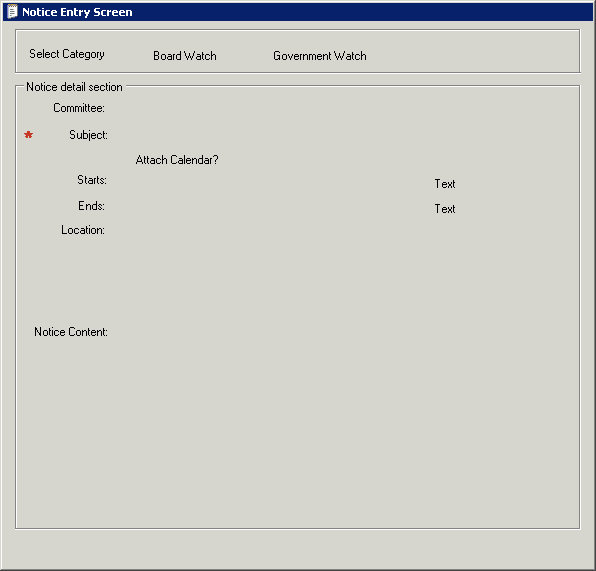 Notice Entry Screen
Select Category Board Watch Government Watch
Notice detail section
Committee:
* Subject:
Attach Calendar?
Starts: Text
Ends: Text
Location:
Notice Content: